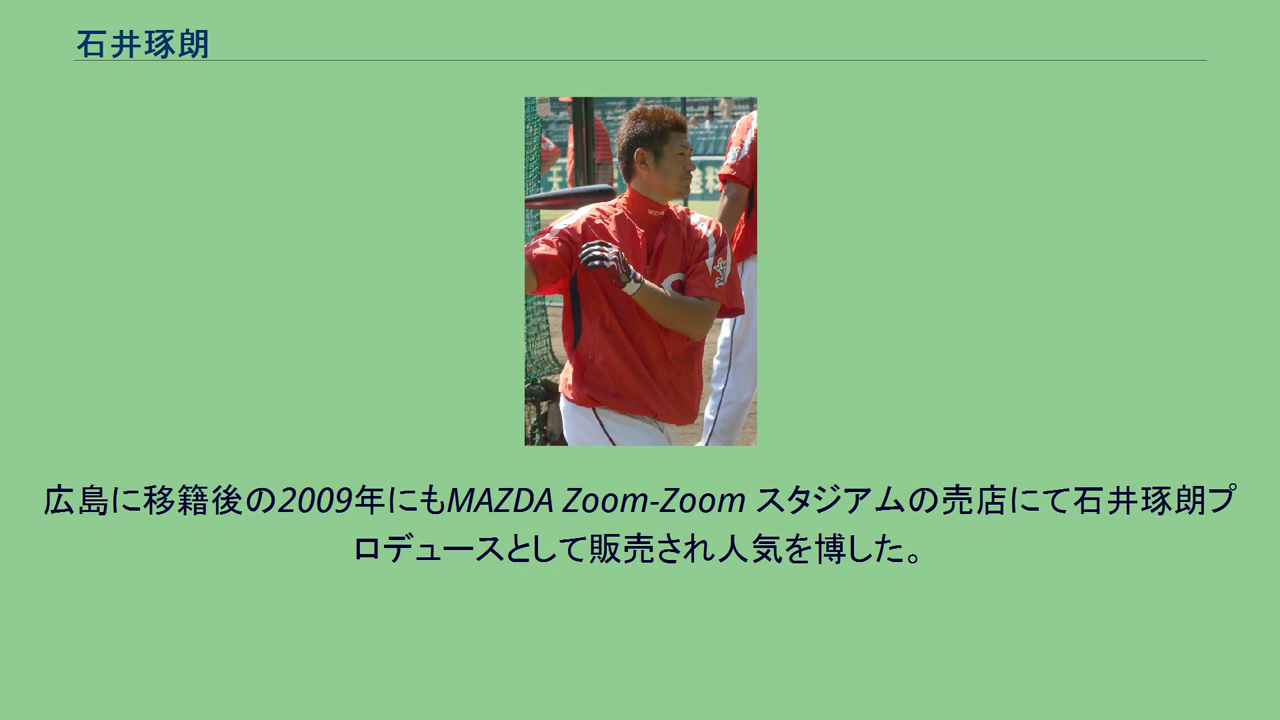 石井琢朗
広島に移籍後の2009年にもMAZDA Zoom-Zoom スタジアムの売店にて石井琢朗プ
ロデュースとして販売され人気を博した。